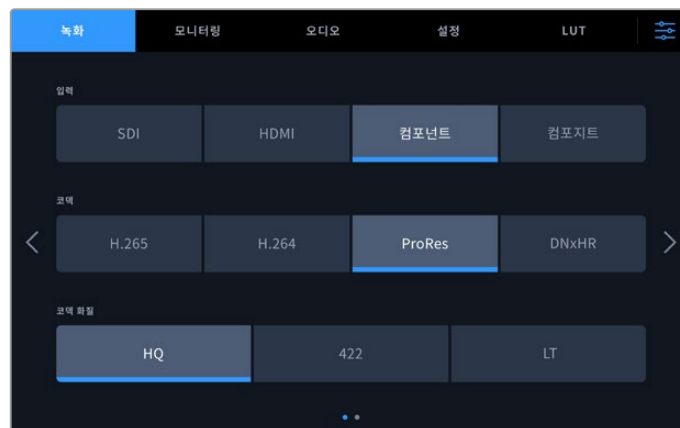 녹화 모니터링 오디오 설정 LUT
입력
SDI HDMI 컴포넌트 컴포지트
코덱
H.265 H.264 ProRes DNxHR
코덱 화질
HQ 422 LT